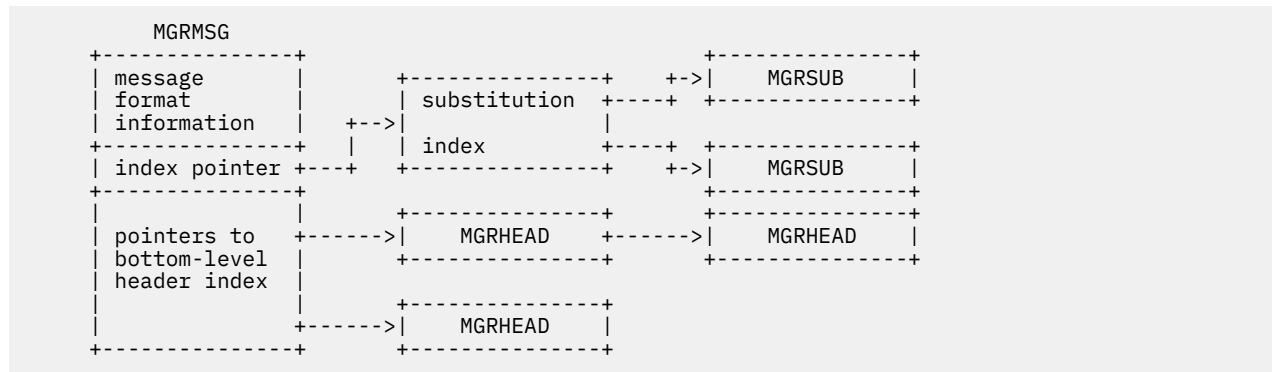 MGRMSG
message
format
information
index pointer
substitution
index
MGRSUB
MGRSUB
pointers to
bottom-level
header index
MGRHEAD
MGRHEAD
MGRHEAD